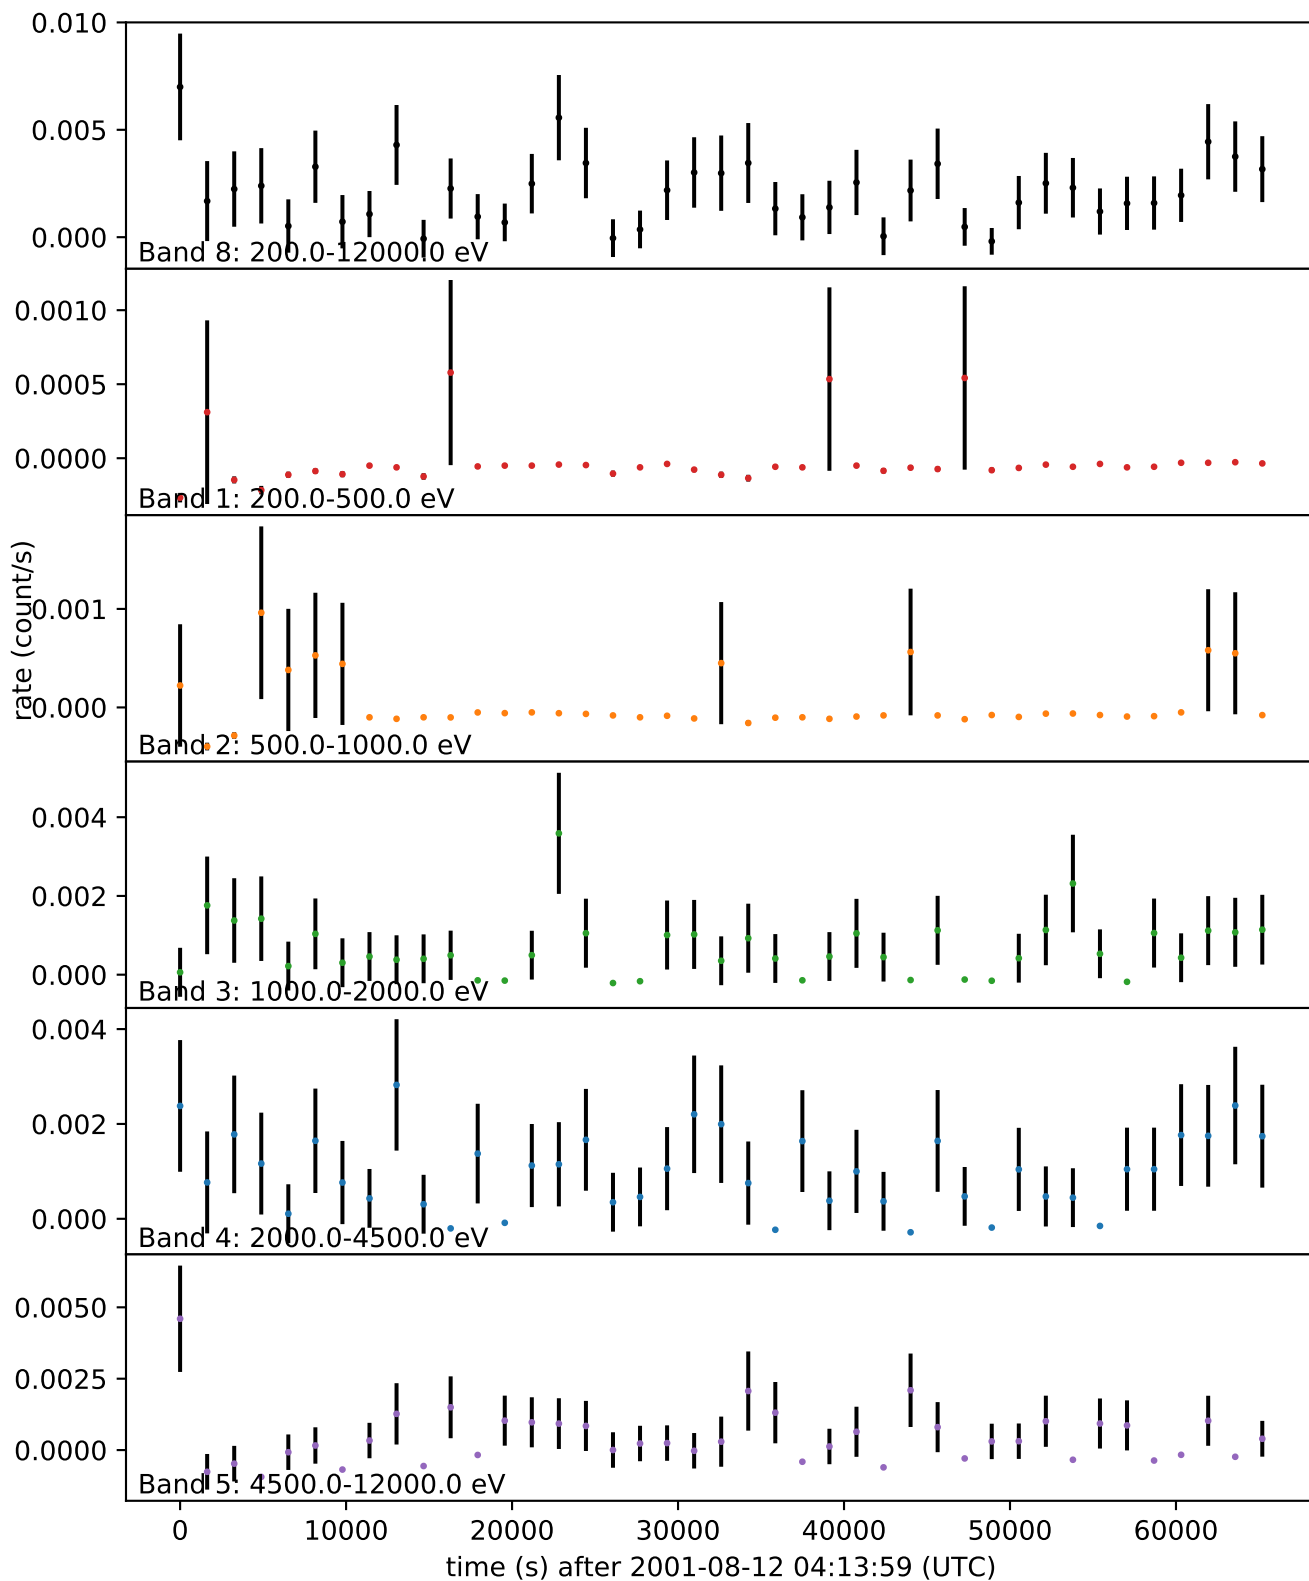 0.010
0.005
0.000
Band 8: 200.0-12000.0 eV
0.0010
0.0005
0.0000
Band 1: 200.0-500.0 eV
rate (count/s)
0.001
0.000
Band 2: 500.0-1000.0 eV
0.004
0.002
0.000
Band 3: 1000.0-2000.0 eV
0.004
0.002
0.000
Band 4: 2000.0-4500.0 eV
0.0050
0.0025
0.0000
Band 5: 4500.0-12000.0 eV
0 10000 20000 30000 40000 50000 60000
time (s) after 2001-08-12 04:13:59 (UTC)